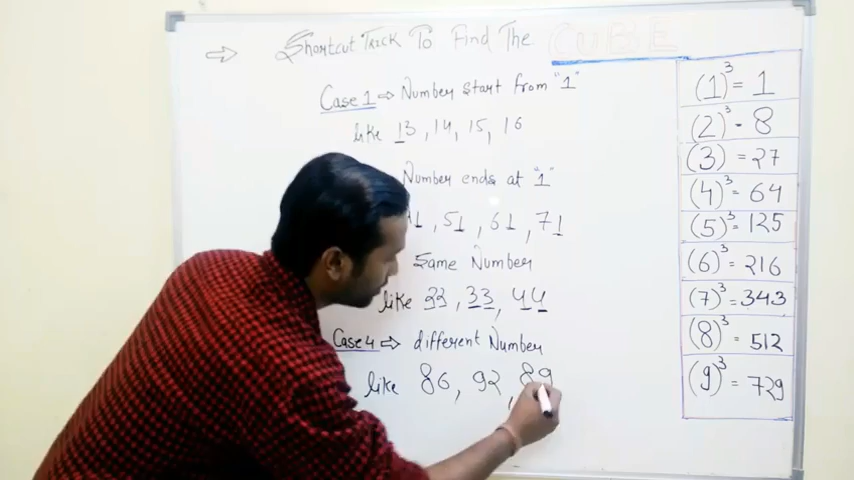 ⇨ Shortcut Trick To Find The CUBE
Case 1 ⇨ Number start from "1"
like 13, 14, 15, 16
Number ends at "1"
1, 51, 61, 71
Same Number
like 22, 33, 44
Case 4 ⇨ different Number
like 86, 92, 89
(1)³ = 1
(2)³ - 8
(3)³ = 27
(4)³ = 64
(5)³ = 125
(6)³ = 216
(7)³ = 343
(8)³ = 512
(9)³ = 729